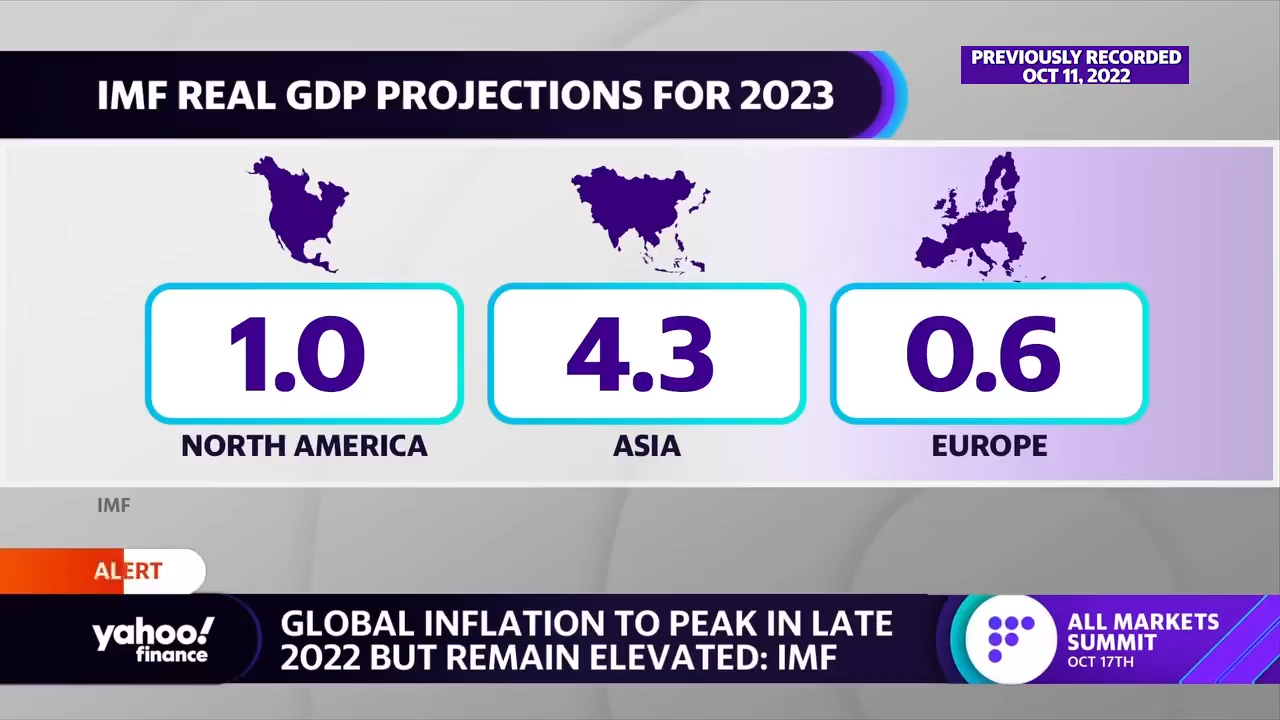 PREVIOUSLY RECORDED
OCT 11, 2022
IMF REAL GDP PROJECTIONS FOR 2023
1.0
4.3
0.6
NORTH AMERICA
ASIA
EUROPE
IMF
ALERT
yahoo!
finance
GLOBAL INFLATION TO PEAK IN LATE
2022 BUT REMAIN ELEVATED: IMF
ALL MARKETS
SUMMIT
OCT 17TH